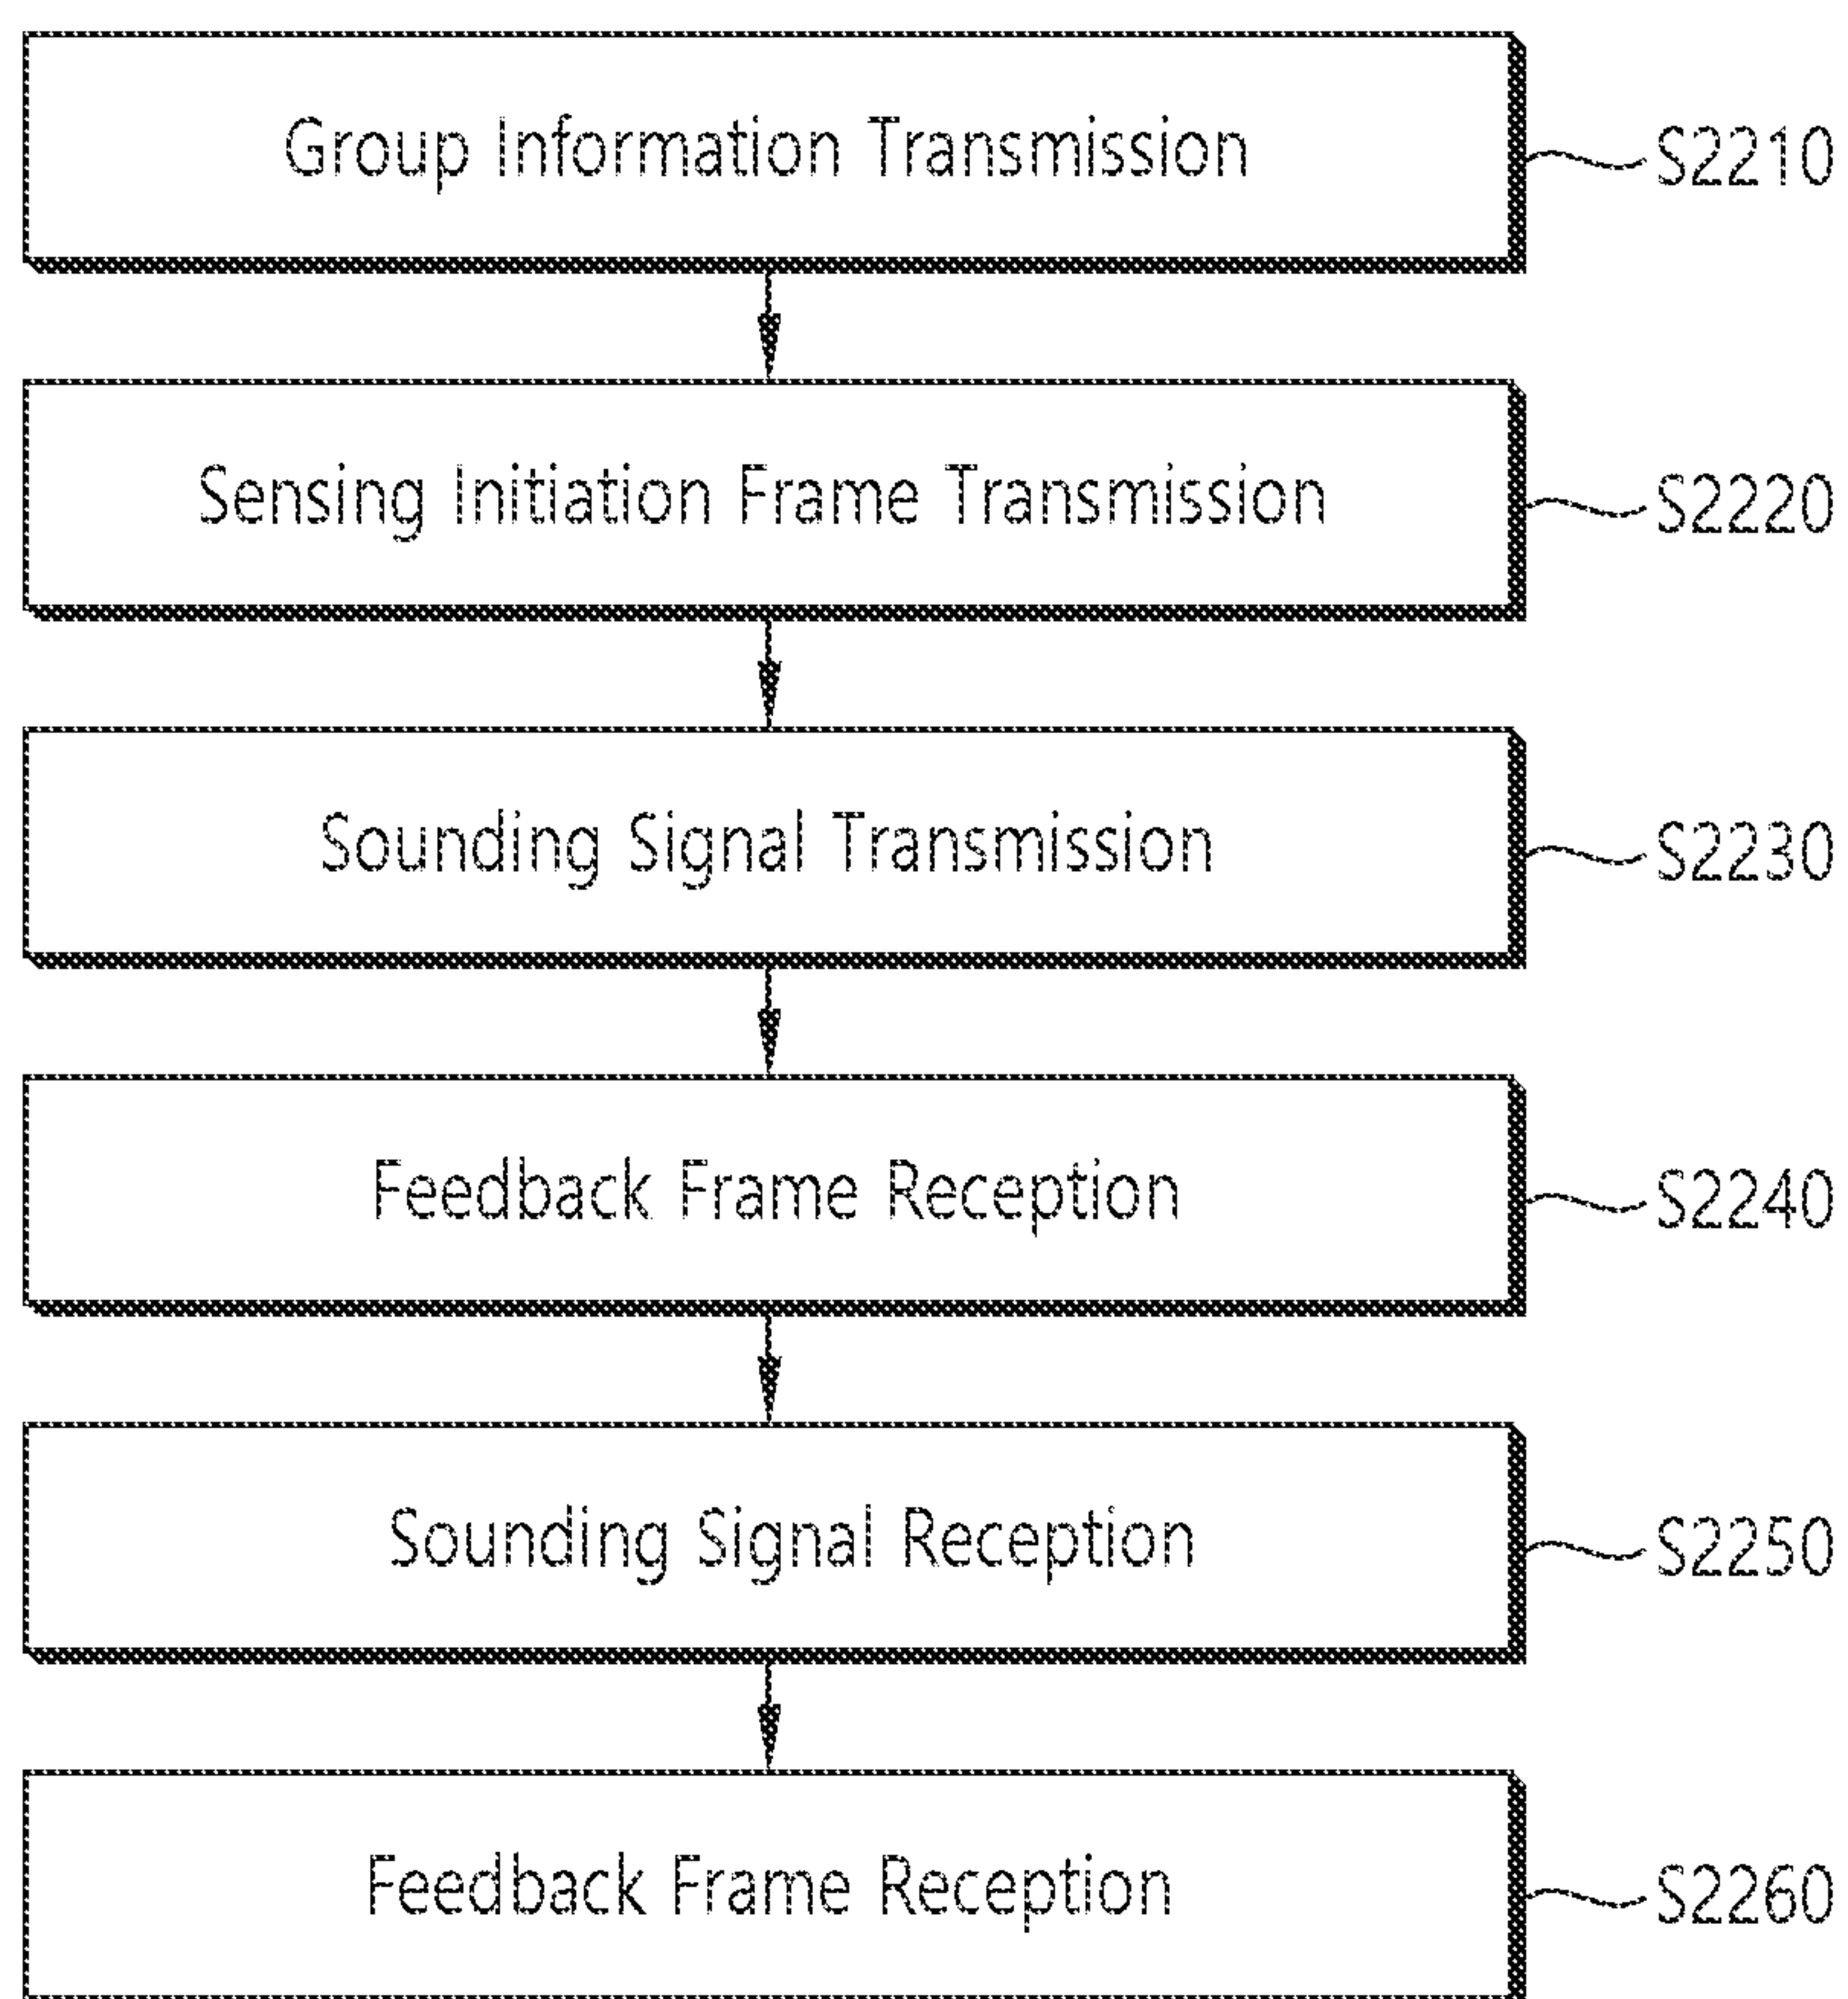 Group Information Transmission S2210
Sensing Initiation Frame Transmission S2220
Sounding Signal Transmission S2230
Feedback Frame Reception S2240
Sounding Signal Reception S2250
Feedback Frame Reception S2260